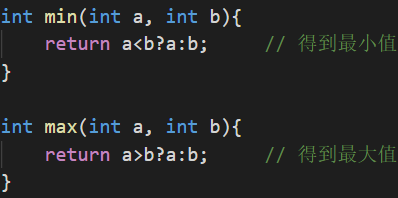 int min(int a, int b){
    return a<b?a:b;     // 得到最小值
}

int max(int a, int b){
    return a>b?a:b;     // 得到最大值
}